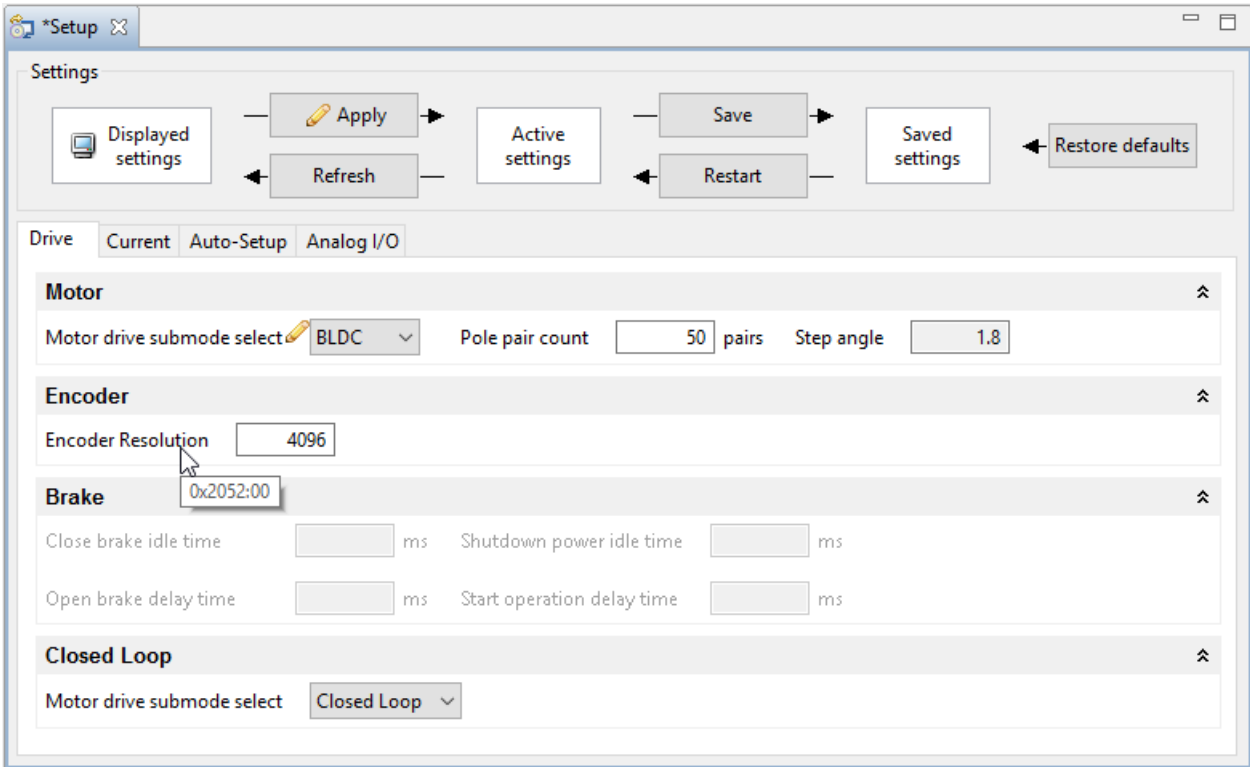 *Setup
Settings
Displayed
settings
Apply
Refresh
Active
settings
Save
Restart
Saved
settings
Restore defaults
Drive Current Auto-Setup Analog I/O
Motor
Motor drive submode select BLDC Pole pair count 50 pairs Step angle 1.8
Encoder
Encoder Resolution 4096
0x2052:00
Brake
Close brake idle time ms Shutdown power idle time ms
Open brake delay time ms Start operation delay time ms
Closed Loop
Motor drive submode select Closed Loop